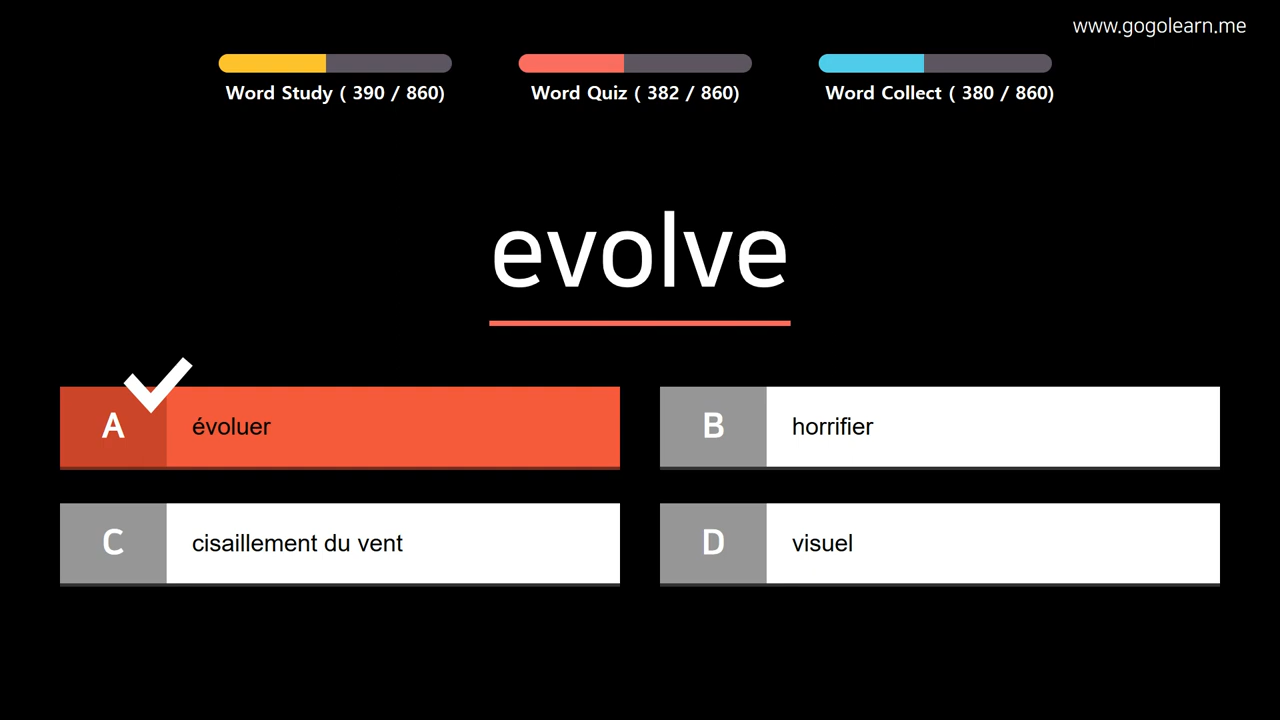 www.gogolearn.me
Word Study ( 390 / 860)
Word Quiz ( 382 / 860)
Word Collect ( 380 / 860)
evolve
A évoluer
B horrifier
C cisaillement du vent
D visuel